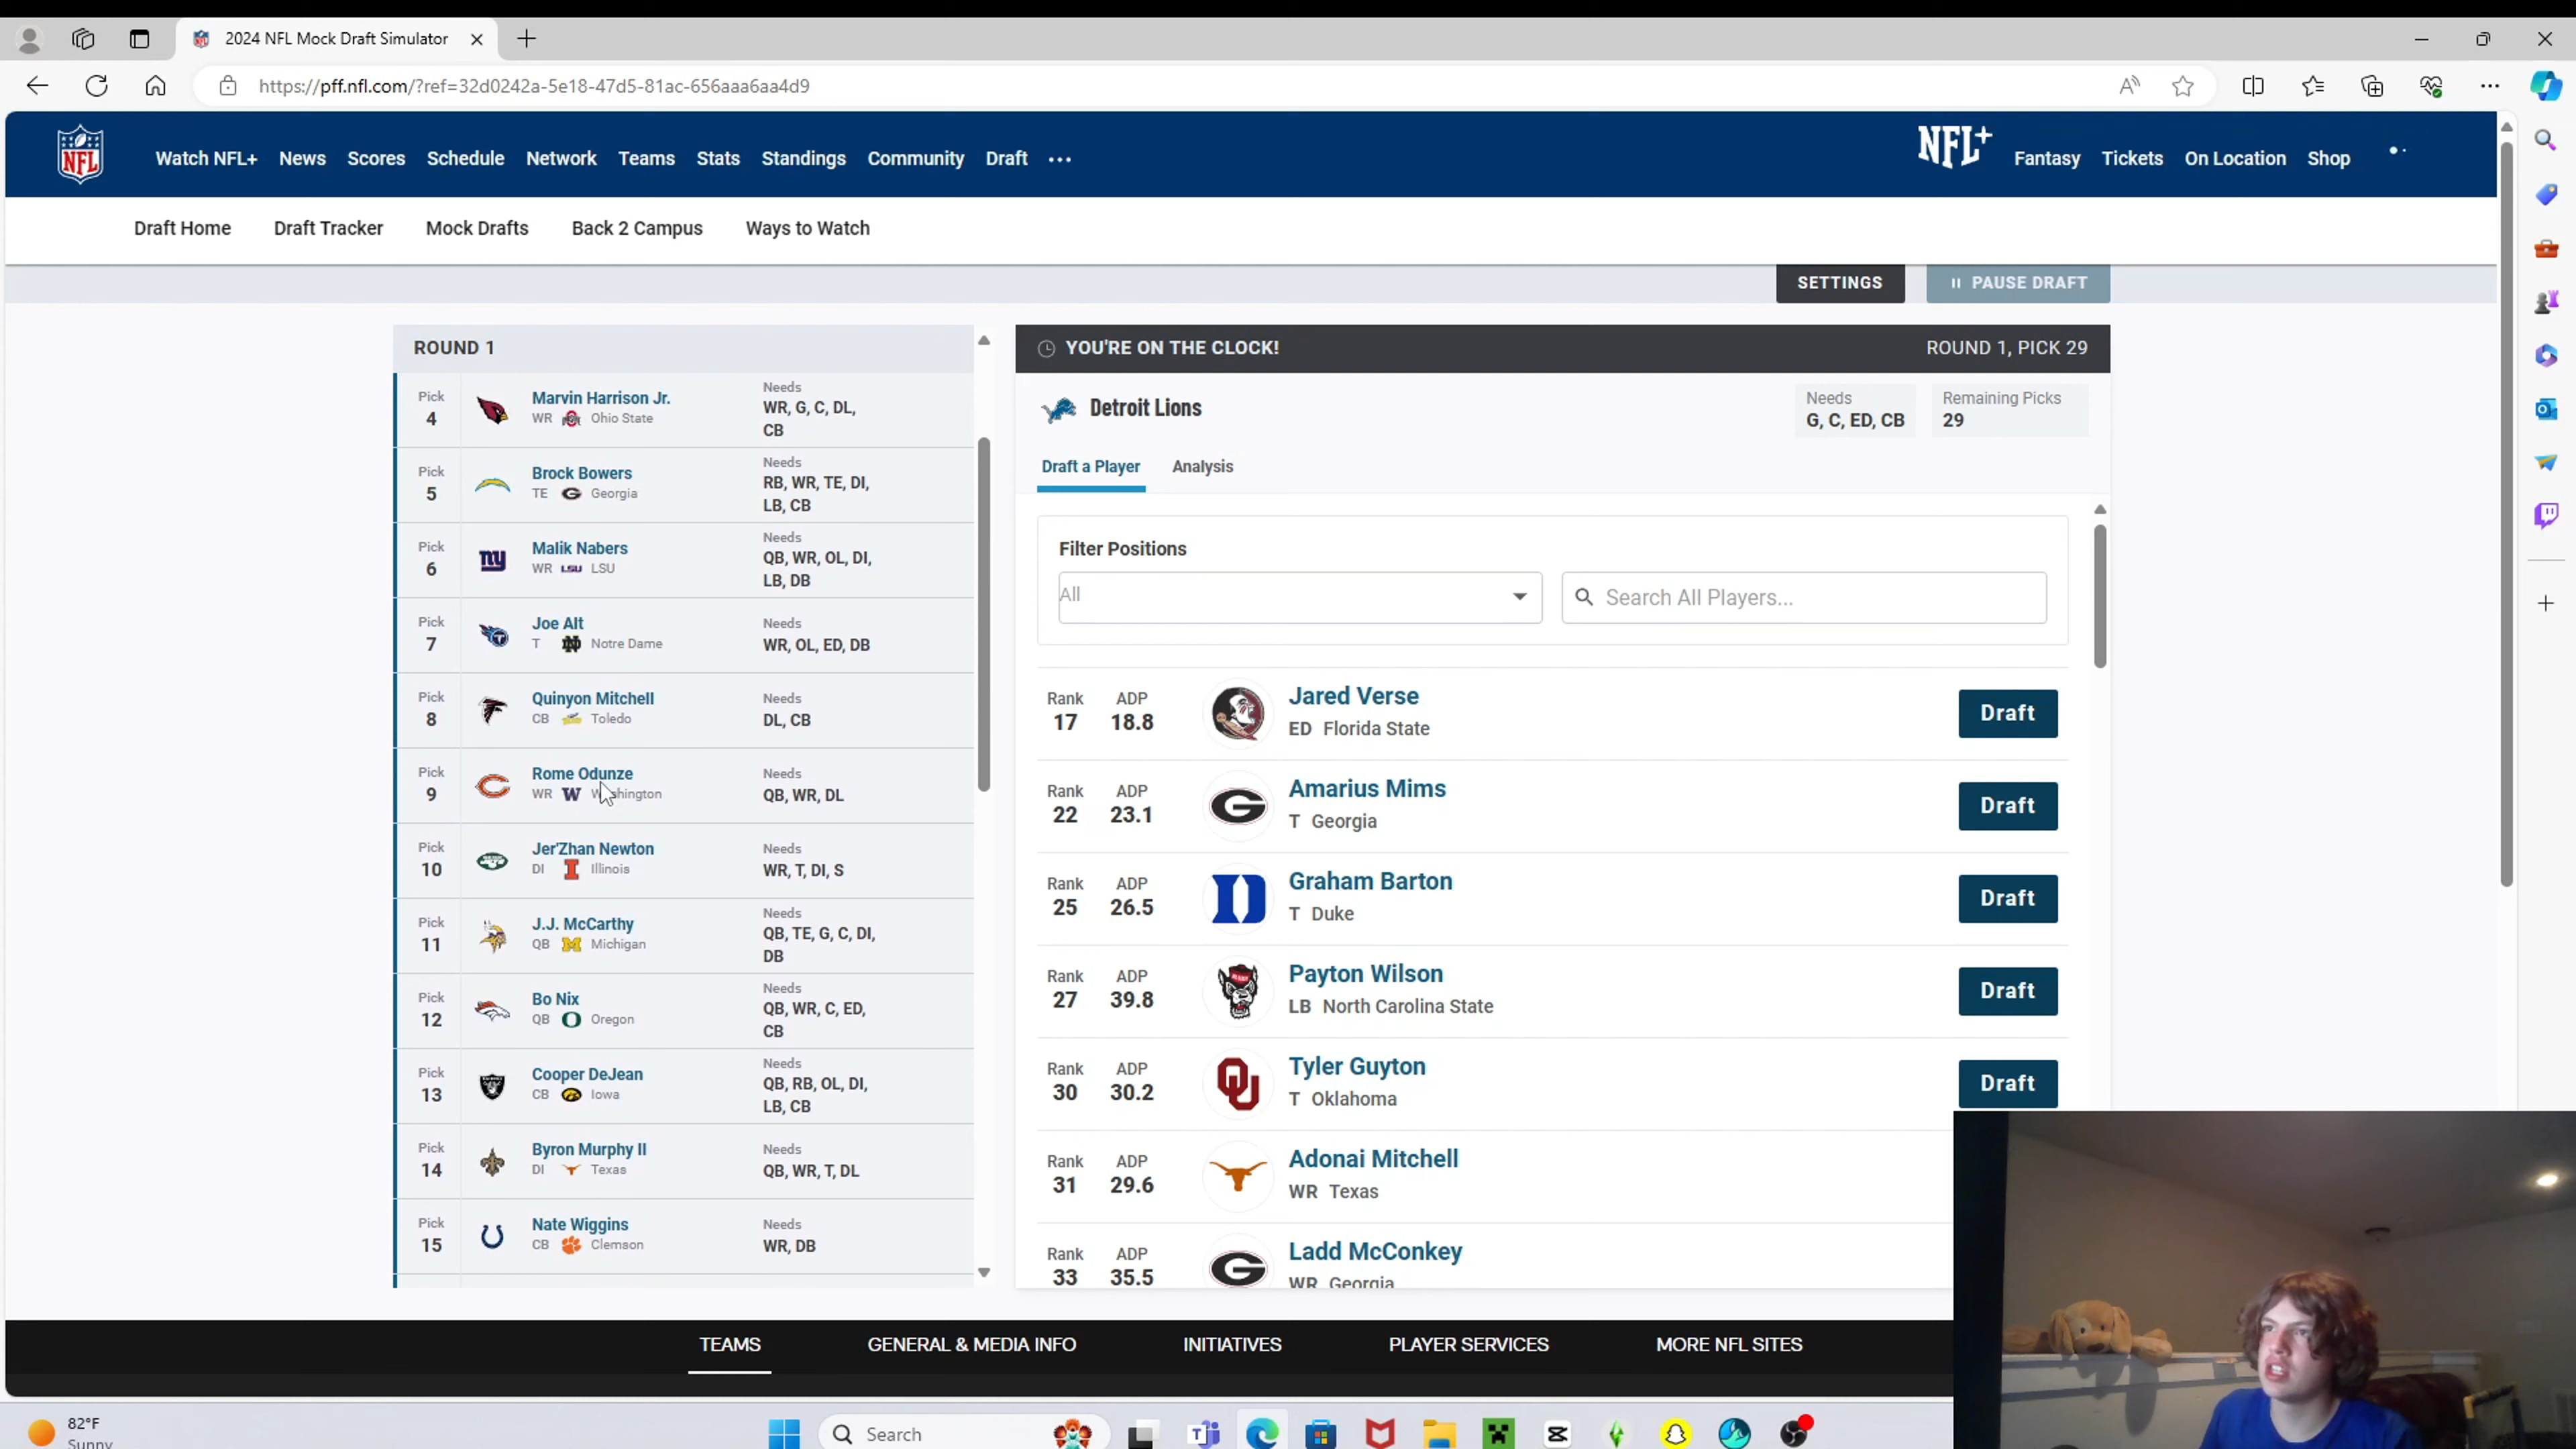 2024 NFL Mock Draft Simulator
https://pff.nfl.com/?ref=32d0242a-5e18-47d5-81ac-656aaa6aa4d9
NFL
Watch NFL+ News Scores Schedule Network Teams Stats Standings Community Draft
NFL+ Fantasy Tickets On Location Shop
Draft Home Draft Tracker Mock Drafts Back 2 Campus Ways to Watch
SETTINGS PAUSE DRAFT
ROUND 1
Pick 4 Marvin Harrison Jr. WR Ohio State Needs WR, G, C, DL, CB
Pick 5 Brock Bowers TE Georgia Needs RB, WR, TE, DI, LB, CB
Pick 6 ny Malik Nabers WR LSU LSU Needs QB, WR, OL, DI, LB, DB
Pick 7 Joe Alt T Notre Dame Needs WR, OL, ED, DB
Pick 8 Quinyon Mitchell CB Toledo Needs DL, CB
Pick 9 Rome Odunze WR W Washington Needs QB, WR, DL
Pick 10 Jer'Zhan Newton DI Illinois Needs WR, T, DI, S
Pick 11 J.J. McCarthy QB Michigan Needs QB, TE, G, C, DI, DB
Pick 12 Bo Nix QB Oregon Needs QB, WR, C, ED, CB
Pick 13 Cooper DeJean CB Iowa Needs QB, RB, OL, DI, LB, CB
Pick 14 Byron Murphy II DI Texas Needs QB, WR, T, DL
Pick 15 Nate Wiggins CB Clemson Needs WR, DB
YOU'RE ON THE CLOCK! ROUND 1, PICK 29
Detroit Lions
Needs G, C, ED, CB
Remaining Picks 29
Draft a Player Analysis
Filter Positions
All
Search All Players...
Rank 17 ADP 18.8 Jared Verse ED Florida State Draft
Rank 22 ADP 23.1 Amarius Mims T Georgia Draft
Rank 25 ADP 26.5 Graham Barton T Duke Draft
Rank 27 ADP 39.8 Payton Wilson LB North Carolina State Draft
Rank 30 ADP 30.2 Tyler Guyton T Oklahoma Draft
Rank 31 ADP 29.6 Adonai Mitchell WR Texas
Rank 33 ADP 35.5 Ladd McConkey WR Georgia
TEAMS GENERAL & MEDIA INFO INITIATIVES PLAYER SERVICES MORE NFL SITES
82°F
Sunny
Search